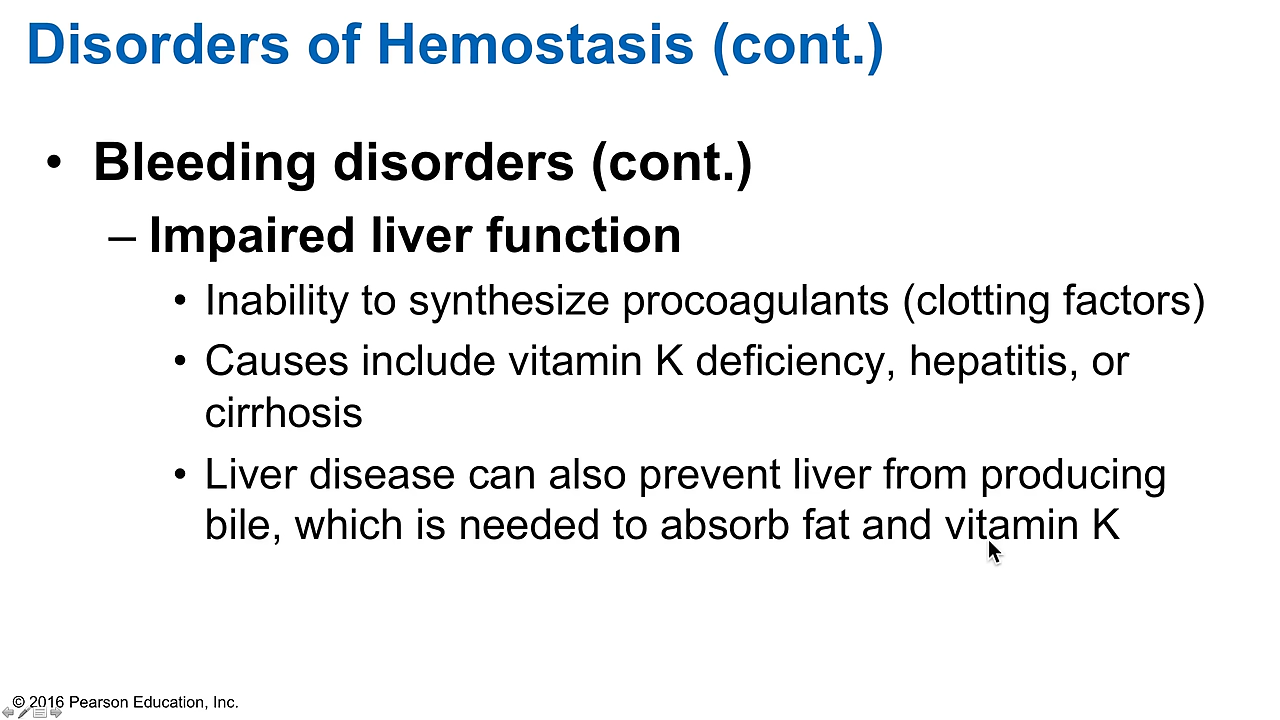 Disorders of Hemostasis (cont.)
• Bleeding disorders (cont.)
– Impaired liver function
• Inability to synthesize procoagulants (clotting factors)
• Causes include vitamin K deficiency, hepatitis, or
cirrhosis
• Liver disease can also prevent liver from producing
bile, which is needed to absorb fat and vitamin K
© 2016 Pearson Education, Inc.